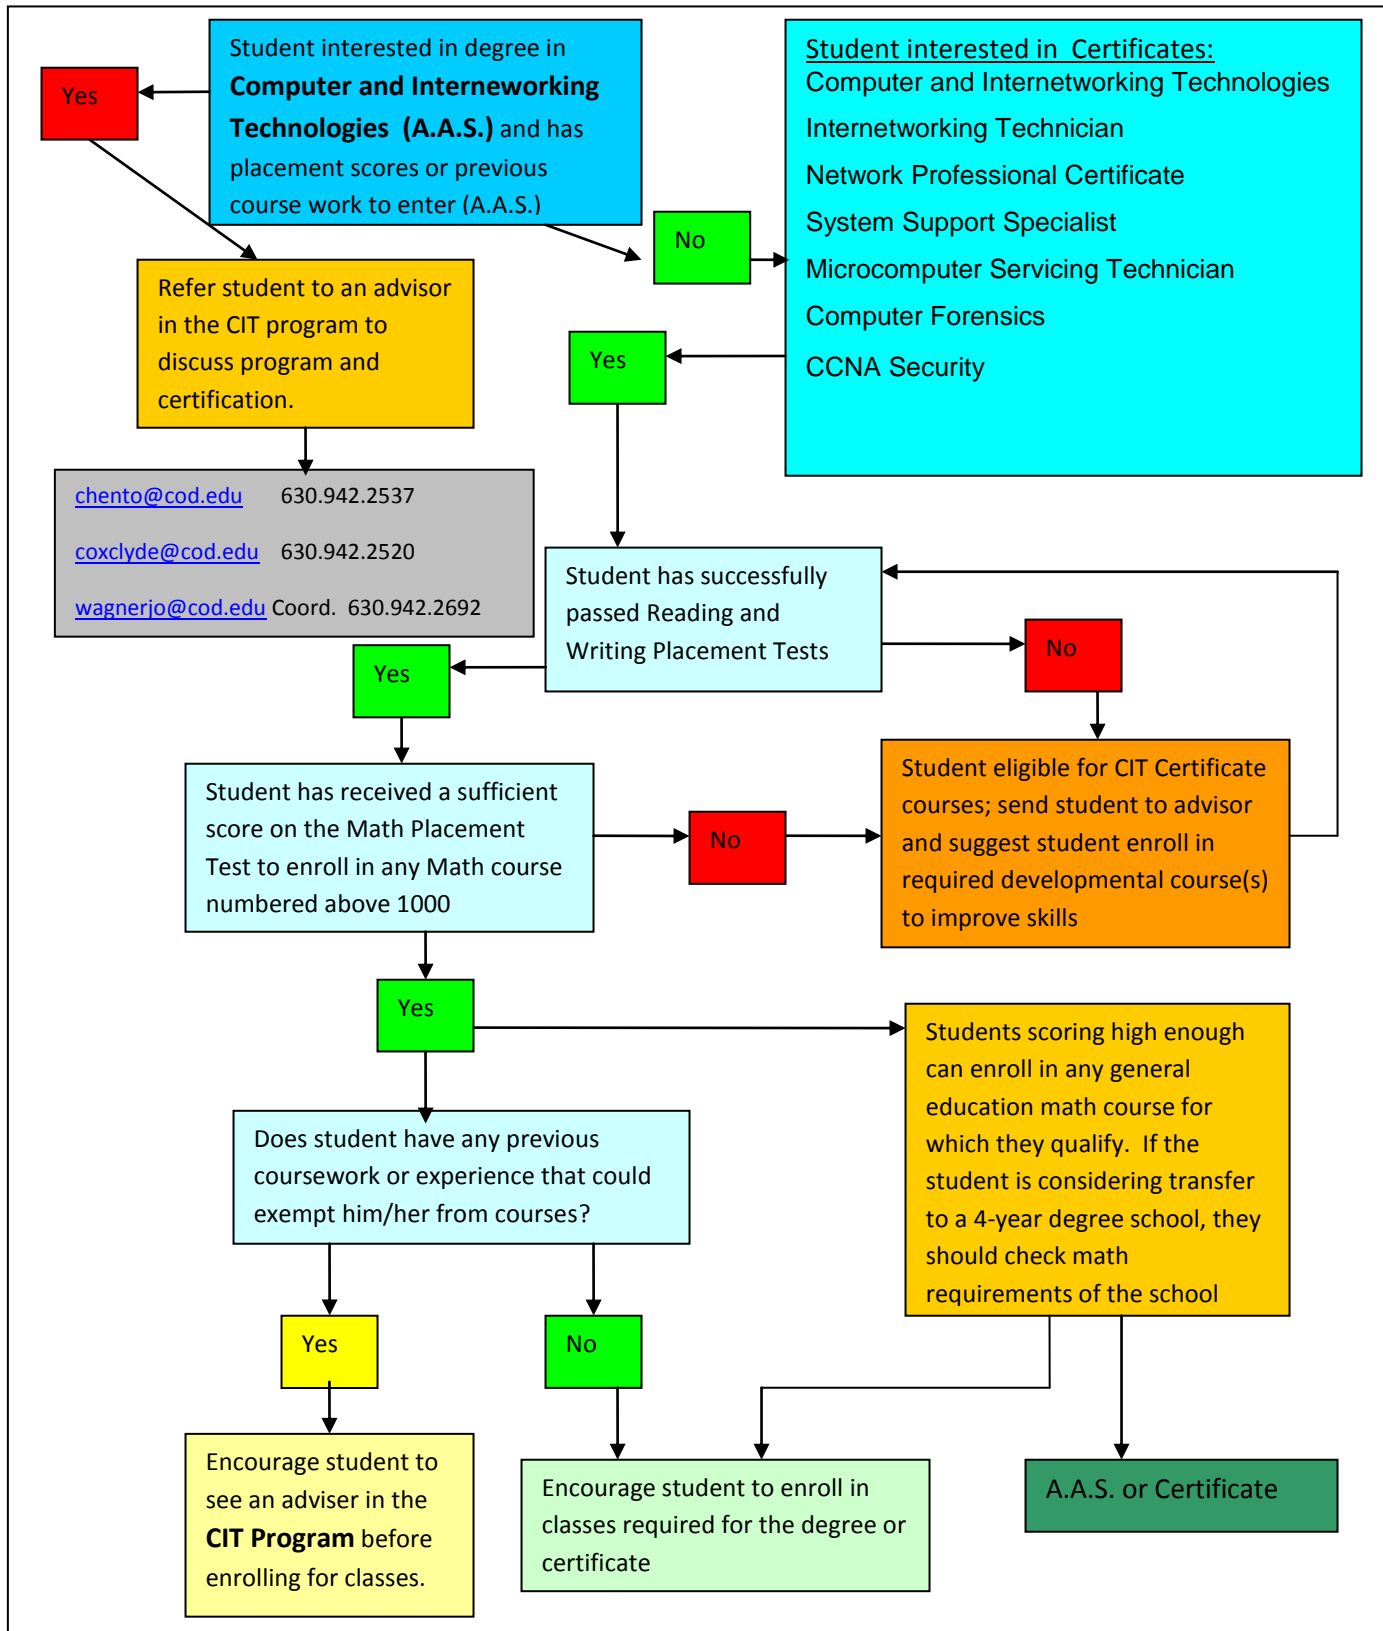 Student interested in degree in
Computer and Interneworking
Technologies (A.A.S.) and has
placement scores or previous
course work to enter (A.A.S.)
Yes
Student interested in Certificates:
Computer and Internetworking Technologies
Internetworking Technician
Network Professional Certificate
System Support Specialist
Microcomputer Servicing Technician
Computer Forensics
CCNA Security
No
Refer student to an advisor
in the CIT program to
discuss program and
certification.
Yes
chento@cod.edu 630.942.2537
coxclyde@cod.edu 630.942.2520
wagnerjo@cod.edu Coord. 630.942.2692
Student has successfully
passed Reading and
Writing Placement Tests
No
Yes
Student has received a sufficient
score on the Math Placement
Test to enroll in any Math course
numbered above 1000
No
Student eligible for CIT Certificate
courses; send student to advisor
and suggest student enroll in
required developmental course(s)
to improve skills
Yes
Students scoring high enough
can enroll in any general
education math course for
which they qualify. If the
student is considering transfer
to a 4-year degree school, they
should check math
requirements of the school
Does student have any previous
coursework or experience that could
exempt him/her from courses?
Yes
No
Encourage student to
see an adviser in the
CIT Program before
enrolling for classes.
Encourage student to enroll in
classes required for the degree or
certificate
A.A.S. or Certificate